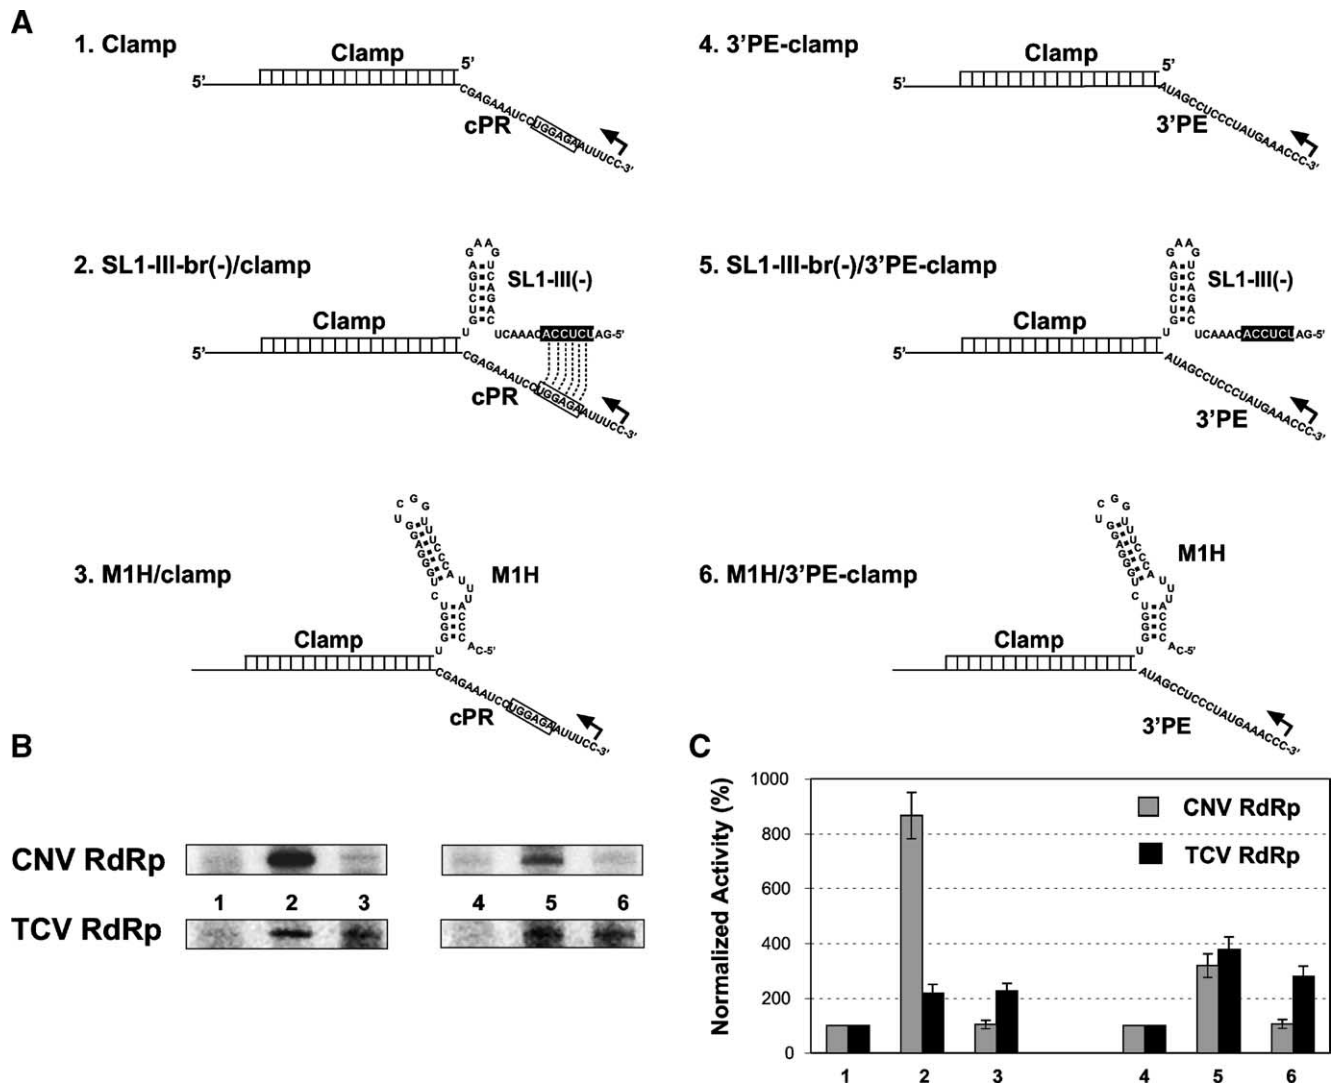 A
1. Clamp
Clamp
5'
5'
CGAGAAAUCCUGGAGAAUUUCC-3'
cPR
4. 3'PE-clamp
Clamp
5'
5'
AUAGCCUCCCUAUGAAACCC-3'
3'PE
2. SL1-III-br(-)/clamp
SL1-III(-)
Clamp
UCAAACACCUCUAG-5'
5'
CGAGAAAUCCUGGAGAAUUUCC-3'
cPR
5. SL1-III-br(-)/3'PE-clamp
SL1-III(-)
Clamp
UCAAACACCUCUAG-5'
5'
AUAGCCUCCCUAUGAAACCC-3'
3'PE
3. M1H/clamp
M1H
Clamp
AC-5'
CGAGAAAUCCUGGAGAAUUUCC-3'
cPR
6. M1H/3'PE-clamp
M1H
Clamp
AC-5'
AUAGCCUCCCUAUGAAACCC-3'
3'PE
B
CNV RdRp
1 2 3 4 5 6
TCV RdRp
C
Normalized Activity (%)
1000
800
600
400
200
0
CNV RdRp
TCV RdRp
1 2 3 4 5 6